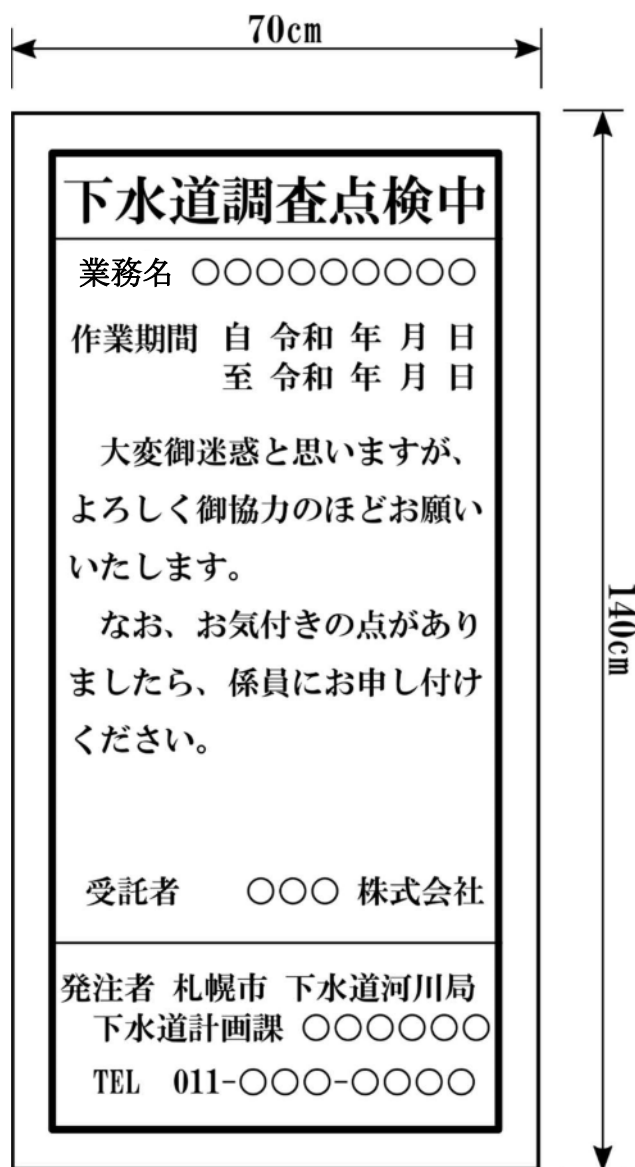 70cm
下水道調査点検中
業務名 ○○○○○○○○○
作業期間 自 令和 年 月 日
至 令和 年 月 日
大変御迷惑と思いますが、
よろしく御協力のほどお願い
いたします。
なお、お気付きの点があり
ましたら、係員にお申し付け
ください。
140cm
受託者 ○○○ 株式会社
発注者 札幌市 下水道河川局
下水道計画課 ○○○○○○
TEL 011-○○○-○○○○